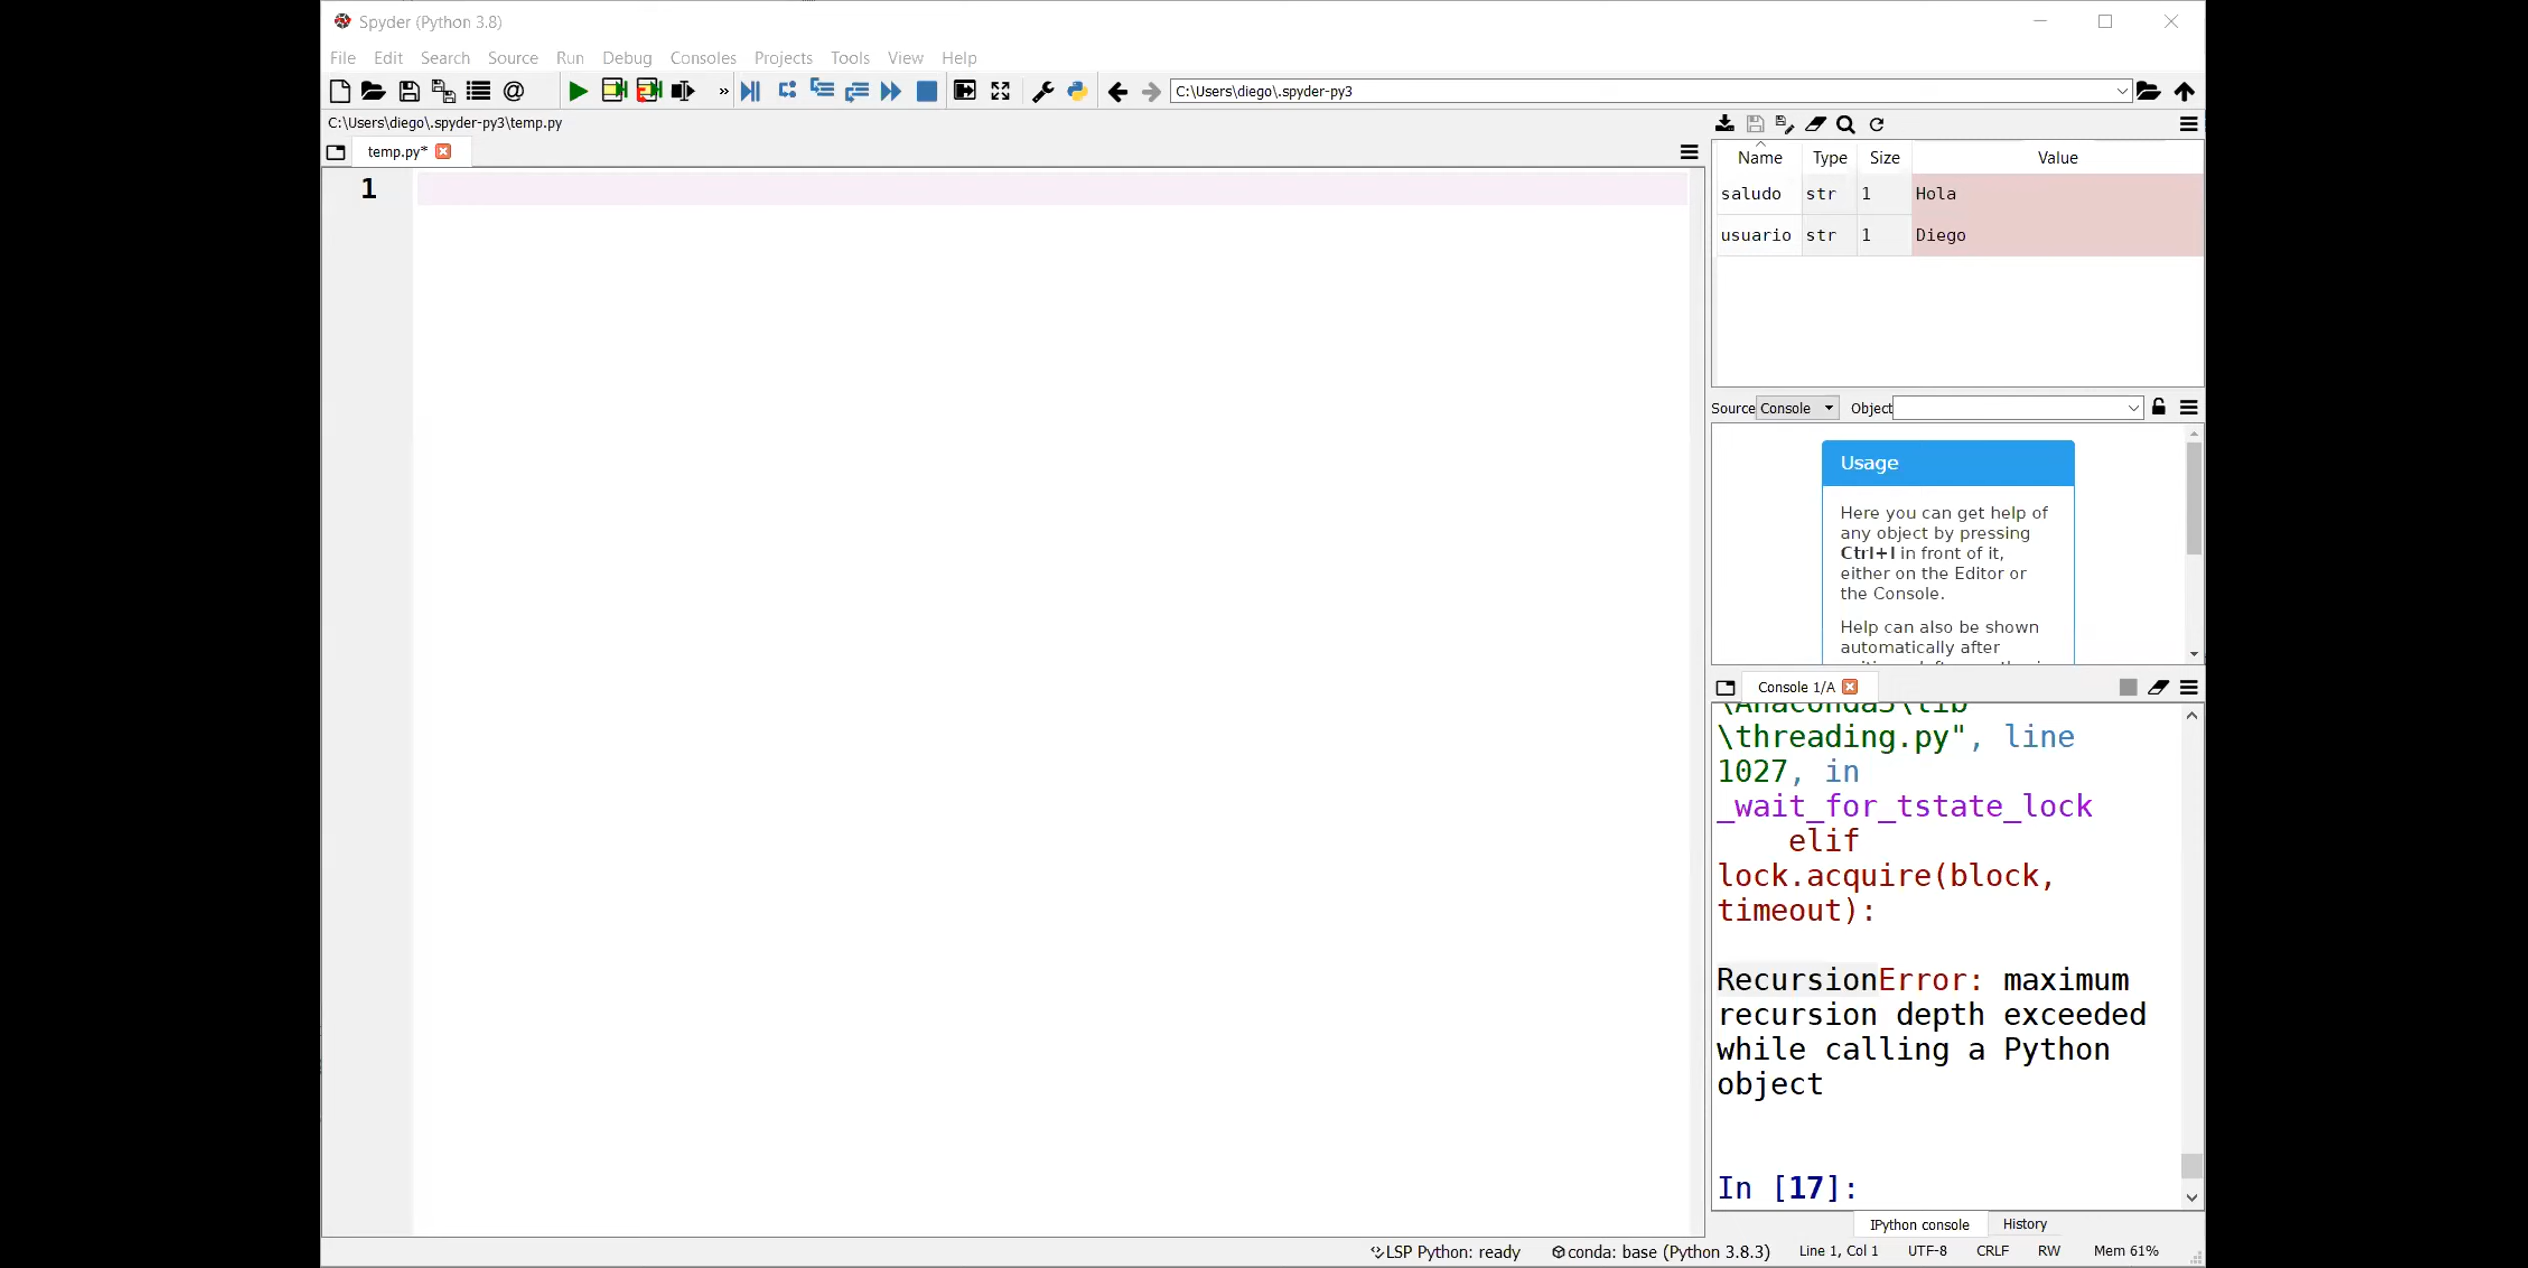 Spyder (Python 3.8)
File Edit Search Source Run Debug Consoles Projects Tools View Help
C:\Users\diego\.spyder-py3
C:\Users\diego\.spyder-py3\temp.py
temp.py*
1
Name Type Size Value
saludo str 1 Hola
usuario str 1 Diego
Source Console Object
Usage
Here you can get help of
any object by pressing
Ctrl+I in front of it,
either on the Editor or
the Console.
Help can also be shown
automatically after
Console 1/A
\Anaconda3\lib
\threading.py", line
1027, in
_wait_for_tstate_lock
elif
lock.acquire(block,
timeout):
RecursionError: maximum
recursion depth exceeded
while calling a Python
object
In [17]:
IPython console History
LSP Python: ready conda: base (Python 3.8.3) Line 1, Col 1 UTF-8 CRLF RW Mem 61%